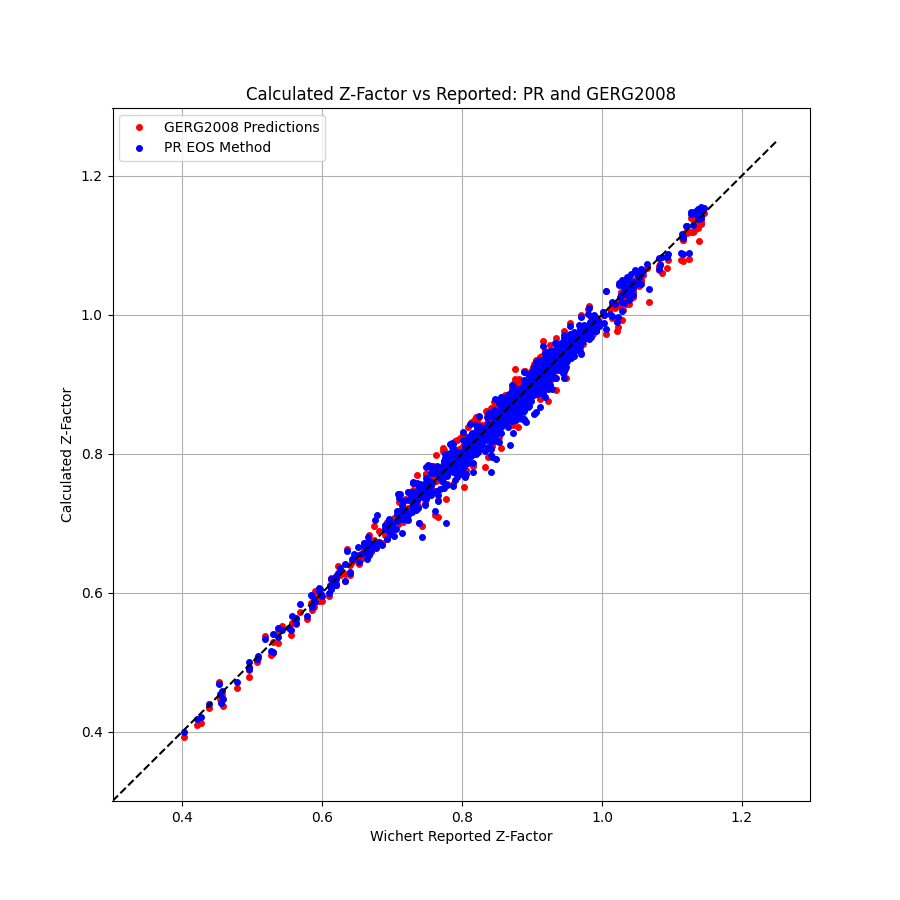 Calculated Z-Factor vs Reported: PR and GERG2008
GERG2008 Predictions
PR EOS Method
Calculated Z-Factor
1.2
1.0
0.8
0.6
0.4
0.4 0.6 0.8 1.0 1.2
Wichert Reported Z-Factor